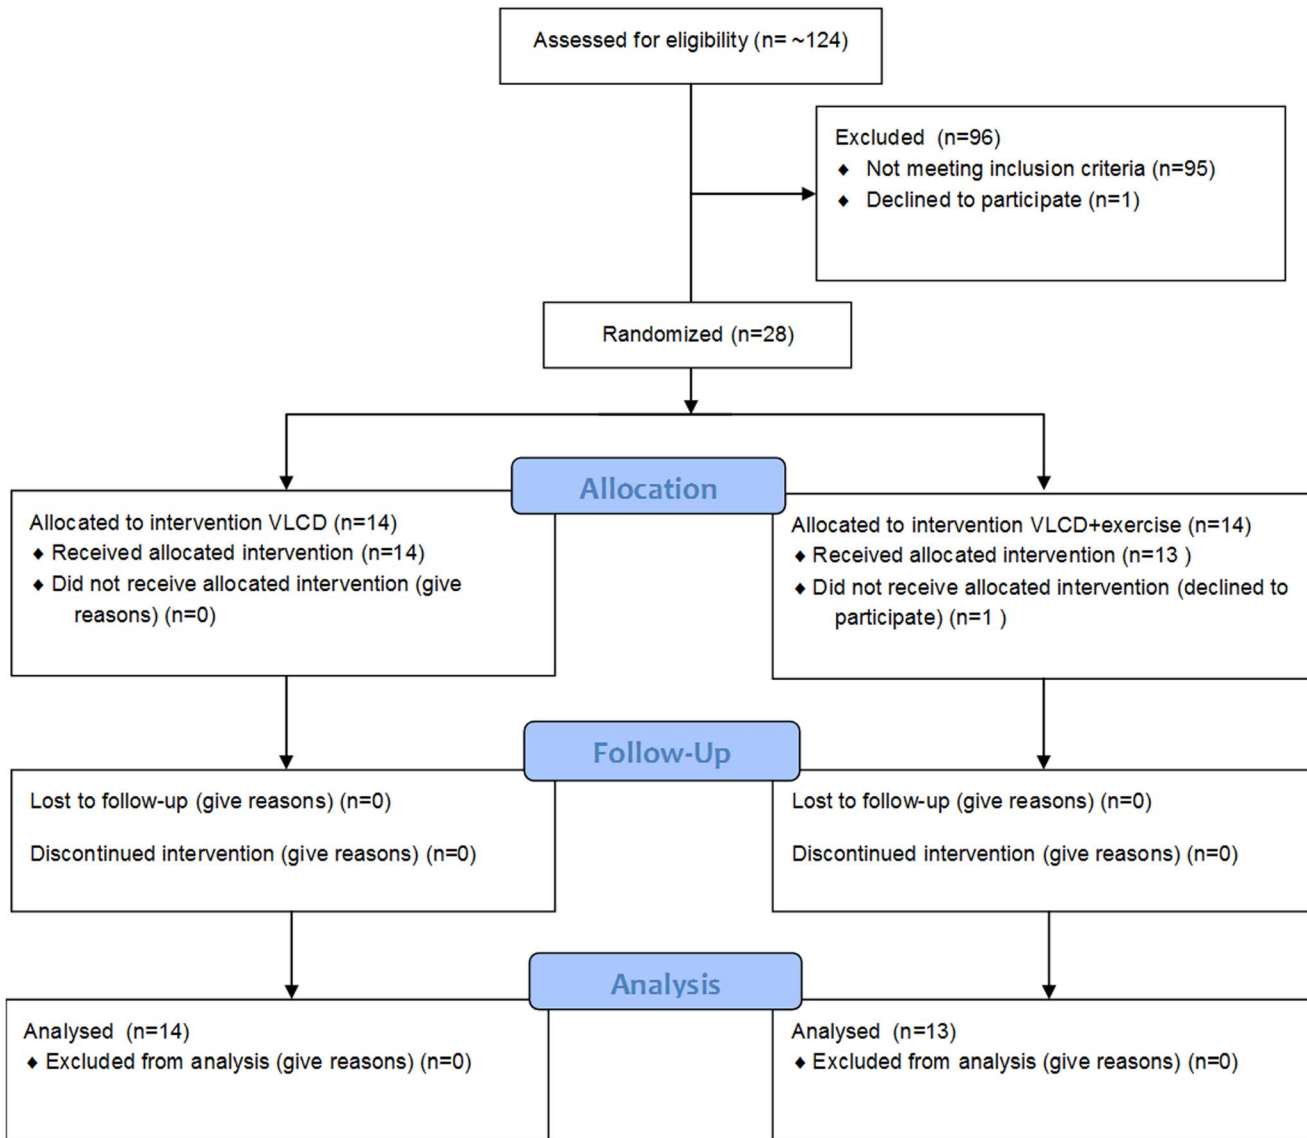 Assessed for eligibility (n= ~124)
Excluded (n=96)
♦ Not meeting inclusion criteria (n=95)
♦ Declined to participate (n=1)
Randomized (n=28)
Allocation
Allocated to intervention VLCD (n=14)
♦ Received allocated intervention (n=14)
♦ Did not receive allocated intervention (give
reasons) (n=0)
Allocated to intervention VLCD+exercise (n=14)
♦ Received allocated intervention (n=13 )
♦ Did not receive allocated intervention (declined to
participate) (n=1 )
Follow-Up
Lost to follow-up (give reasons) (n=0)
Discontinued intervention (give reasons) (n=0)
Lost to follow-up (give reasons) (n=0)
Discontinued intervention (give reasons) (n=0)
Analysis
Analysed (n=14)
♦ Excluded from analysis (give reasons) (n=0)
Analysed (n=13)
♦ Excluded from analysis (give reasons) (n=0)